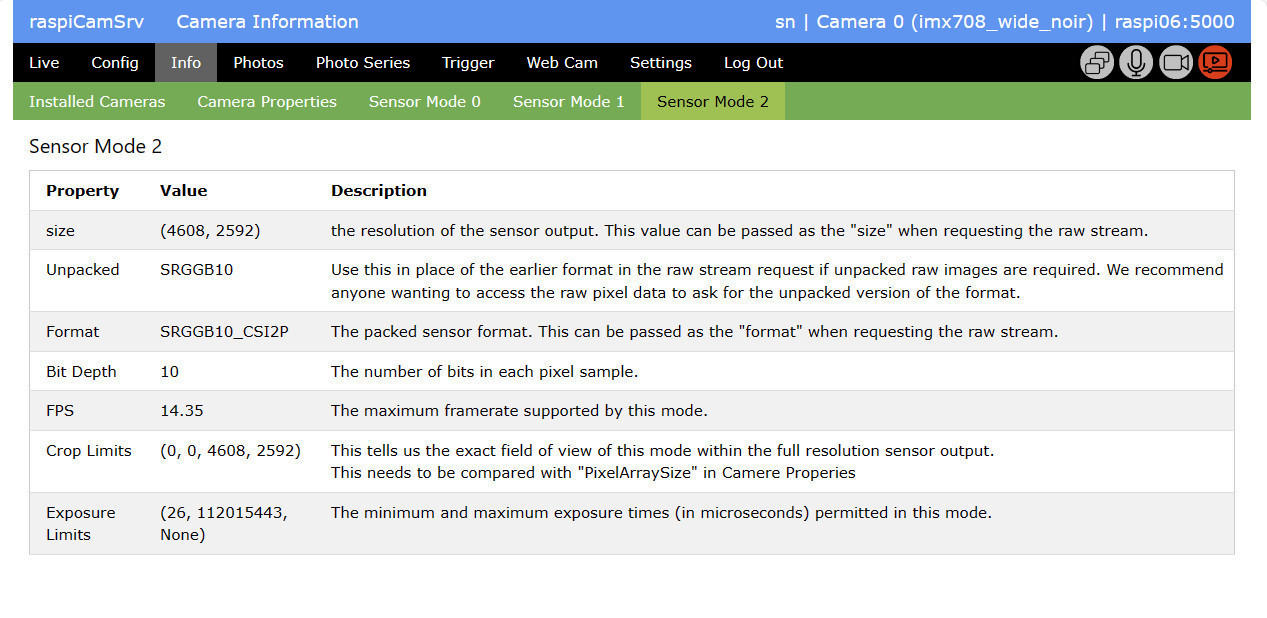 raspiCamSrv Camera Information sn | Camera 0 (imx708_wide_noir) | raspi06:5000
Live Config Info Photos Photo Series Trigger Web Cam Settings Log Out
Installed Cameras Camera Properties Sensor Mode 0 Sensor Mode 1 Sensor Mode 2
Sensor Mode 2
Property Value Description
size (4608, 2592) the resolution of the sensor output. This value can be passed as the "size" when requesting the raw stream.
Unpacked SRGGB10 Use this in place of the earlier format in the raw stream request if unpacked raw images are required. We recommend
anyone wanting to access the raw pixel data to ask for the unpacked version of the format.
Format SRGGB10_CSI2P The packed sensor format. This can be passed as the "format" when requesting the raw stream.
Bit Depth 10 The number of bits in each pixel sample.
FPS 14.35 The maximum framerate supported by this mode.
Crop Limits (0, 0, 4608, 2592) This tells us the exact field of view of this mode within the full resolution sensor output.
This needs to be compared with "PixelArraySize" in Camere Properies
Exposure (26, 112015443, The minimum and maximum exposure times (in microseconds) permitted in this mode.
Limits None)